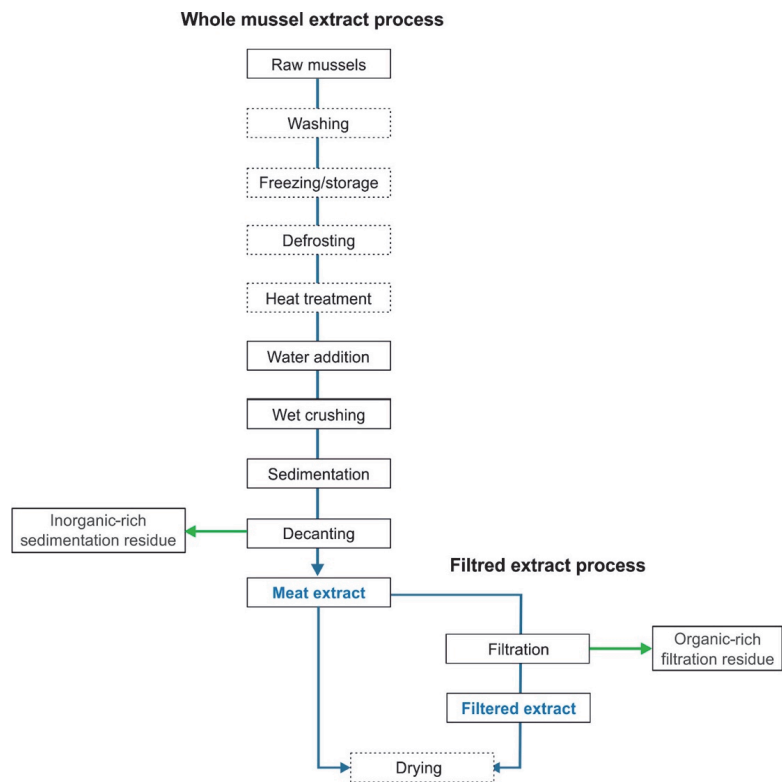 Whole mussel extract process
Raw mussels
Washing
Freezing/storage
Defrosting
Heat treatment
Water addition
Wet crushing
Sedimentation
Inorganic-rich
sedimentation residue
Decanting
Filtred extract process
Meat extract
Filtration
Organic-rich
filtration residue
Filtered extract
Drying